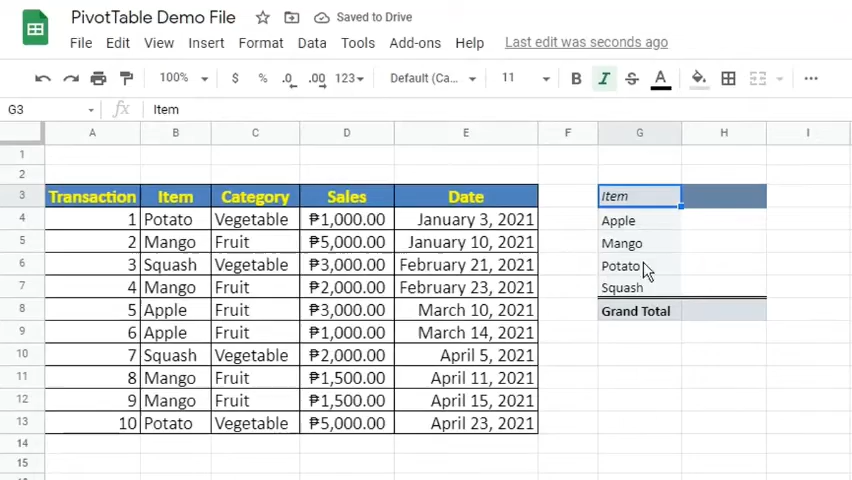 PivotTable Demo File Saved to Drive
File Edit View Insert Format Data Tools Add-ons Help Last edit was seconds ago
100% $ % .0 .00 123 Default (Ca... 11 B I S A
G3 fx Item
A B C D E F G H I
1
2
3 Transaction Item Category Sales Date Item
4 1 Potato Vegetable ₱1,000.00 January 3, 2021 Apple
5 2 Mango Fruit ₱5,000.00 January 10, 2021 Mango
6 3 Squash Vegetable ₱3,000.00 February 21, 2021 Potato
7 4 Mango Fruit ₱2,000.00 February 23, 2021 Squash
8 5 Apple Fruit ₱3,000.00 March 10, 2021 Grand Total
9 6 Apple Fruit ₱1,000.00 March 14, 2021
10 7 Squash Vegetable ₱2,000.00 April 5, 2021
11 8 Mango Fruit ₱1,500.00 April 11, 2021
12 9 Mango Fruit ₱1,500.00 April 15, 2021
13 10 Potato Vegetable ₱5,000.00 April 23, 2021
14
15